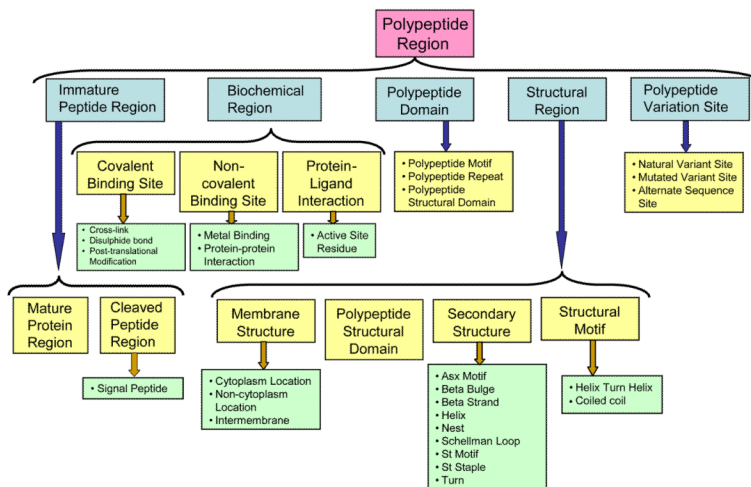 Polypeptide
Region
Immature
Peptide Region
Biochemical
Region
Polypeptide
Domain
Structural
Region
Polypeptide
Variation Site
Covalent
Binding Site
Non-
covalent
Binding Site
Protein-
Ligand
Interaction
• Polypeptide Motif
• Polypeptide Repeat
• Polypeptide
Structural Domain
• Natural Variant Site
• Mutated Variant Site
• Alternate Sequence
Site
• Cross-link
• Disulphide bond
• Post-translational
Modification
• Metal Binding
• Protein-protein
Interaction
• Active Site
Residue
Mature
Protein
Region
Cleaved
Peptide
Region
Membrane
Structure
Polypeptide
Structural
Domain
Secondary
Structure
Structural
Motif
• Signal Peptide
• Cytoplasm Location
• Non-cytoplasm
Location
• Intermembrane
• Asx Motif
• Beta Bulge
• Beta Strand
• Helix
• Nest
• Schellman Loop
• St Motif
• St Staple
• Turn
• Helix Turn Helix
• Coiled coil